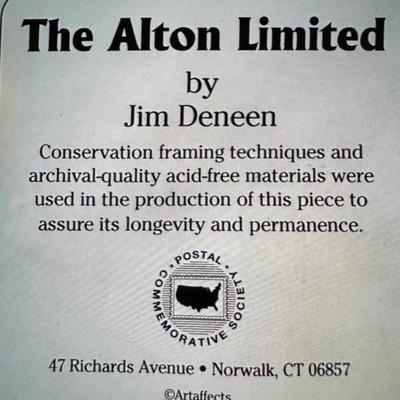 The Alton Limited
by
Jim Deneen
Conservation framing techniques and
archival-quality acid-free materials were
used in the production of this piece to
assure its longevity and permanence.
• POSTAL •
COMMEMORATIVE SOCIETY
47 Richards Avenue • Norwalk, CT 06857
©Artaffects